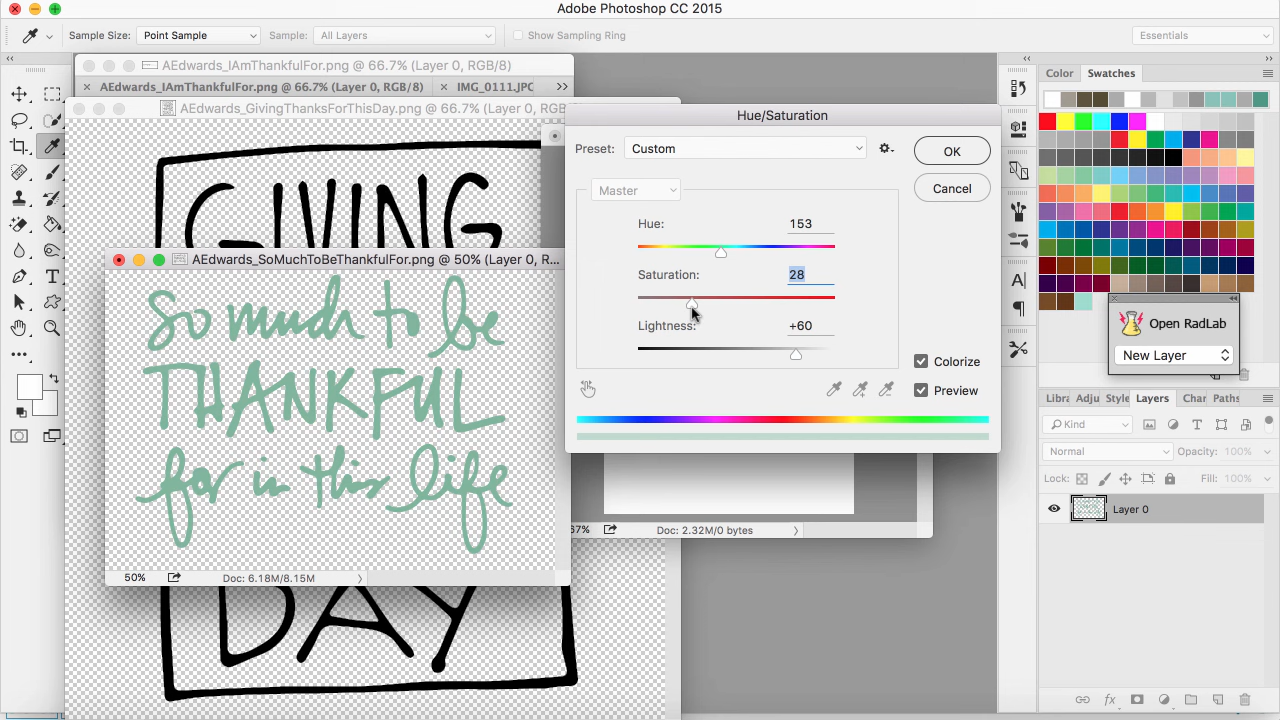 Adobe Photoshop CC 2015
Sample Size: Point Sample Sample: All Layers Show Sampling Ring Essentials
AEdwards_IAmThankfulFor.png @ 66.7% (Layer 0, RGB/8)
AEdwards_IAmThankfulFor.png @ 66.7% (Layer 0, RGB/8) IMG_0111.JPG
AEdwards_GivingThanksForThisDay.png @ 66.7% (Layer 0, RGB/8)
GIVING
AEdwards_SoMuchToBeThankfulFor.png @ 50% (Layer 0, R...
So much to be
THANKFUL
for in this life
50% Doc: 6.18M/8.15M
DAY
67% Doc: 2.32M/0 bytes
Hue/Saturation
Preset: Custom
OK
Cancel
Master
Hue: 153
Saturation: 28
Lightness: +60
Colorize
Preview
Color Swatches
Open RadLab
New Layer
Libra Adju Style Layers Char Paths
Kind
Normal Opacity: 100%
Lock: Fill: 100%
Layer 0